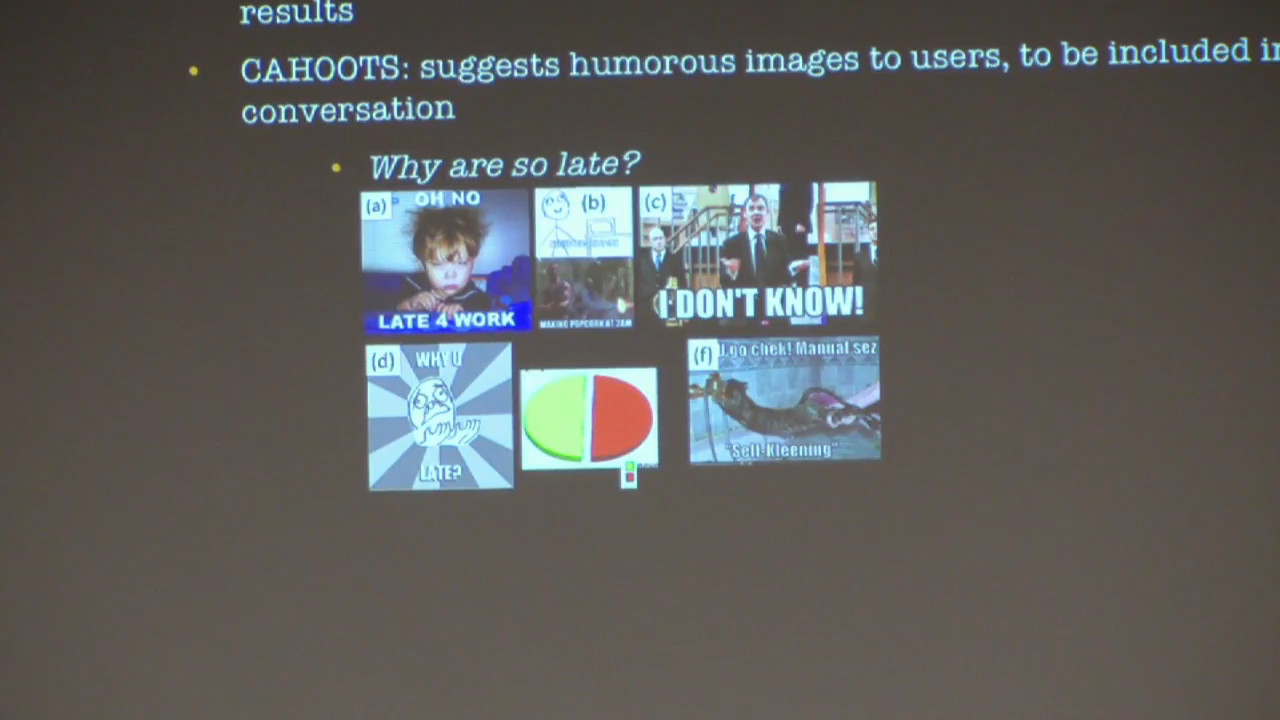 results
• CAHOOTS: suggests humorous images to users, to be included in
conversation
• Why are so late?
(a) OH NO
LATE 4 WORK
(b)
MAKING POPCORN AT 2AM
(c)
I DON'T KNOW!
(d) WHY U
LATE?
(f) I go chek! Manual sez
"Self-Kleening"